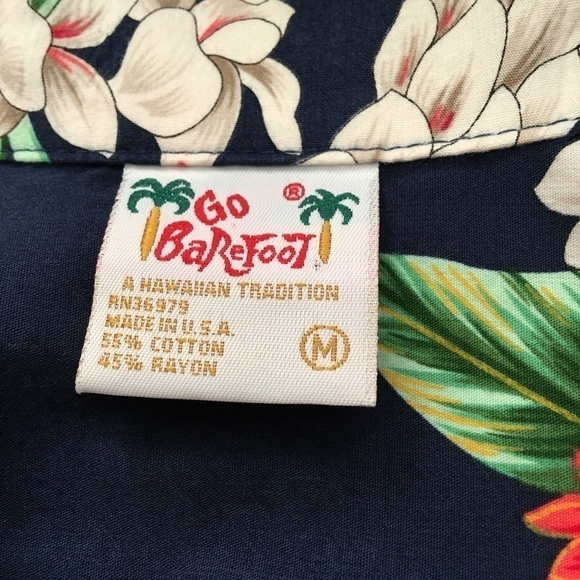 Go ®
BaReFooT
A HAWAIIAN TRADITION
RN36979
MADE IN U.S.A.
55% COTTON
45% RAYON
M